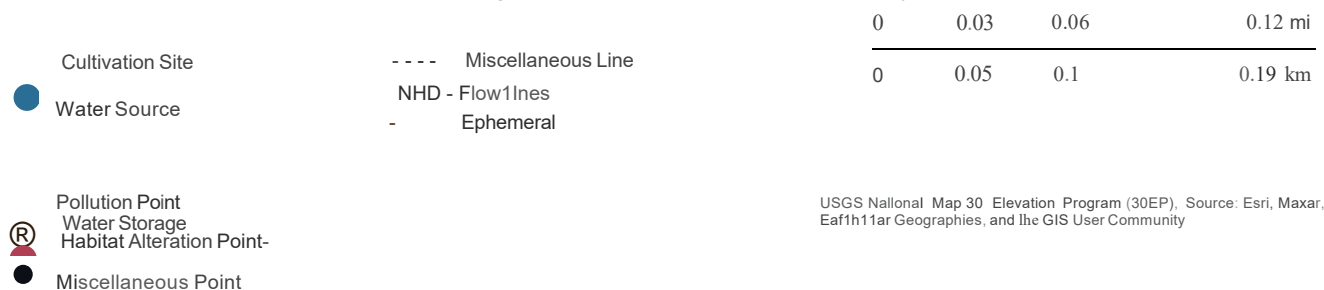 0 0.03 0.06 0.12 mi
Cultivation Site - - - - Miscellaneous Line
0 0.05 0.1 0.19 km
NHD - Flow1Ines
Water Source
- Ephemeral
Pollution Point
Water Storage
® Habitat Alteration Point-
Miscellaneous Point
USGS Nallonal Map 30 Elevation Program (30EP), Source: Esri, Maxar,
Eaf1h11ar Geographies, and lhe GIS User Community